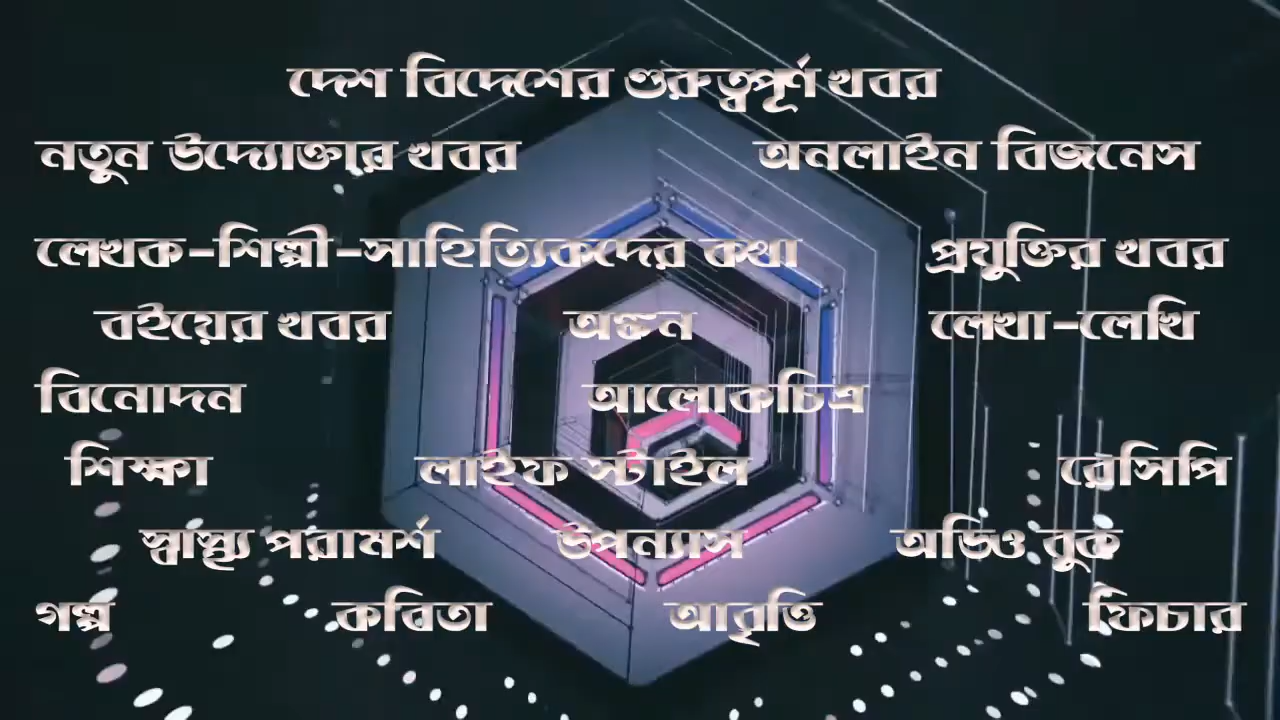 দেশ বিদেশের গুরুত্বপূর্ণ খবর
নতুন উদ্যোক্তার খবর অনলাইন বিজনেস
লেখক-শিল্পী-সাহিত্যিকদের কথা প্রযুক্তির খবর
বইয়ের খবর অঙ্কন লেখা-লেখি
বিনোদন আলোকচিত্র
শিক্ষা লাইফ স্টাইল রেসিপি
স্বাস্থ্য পরামর্শ উপন্যাস অডিও বুক
গল্প কবিতা আবৃত্তি ফিচার